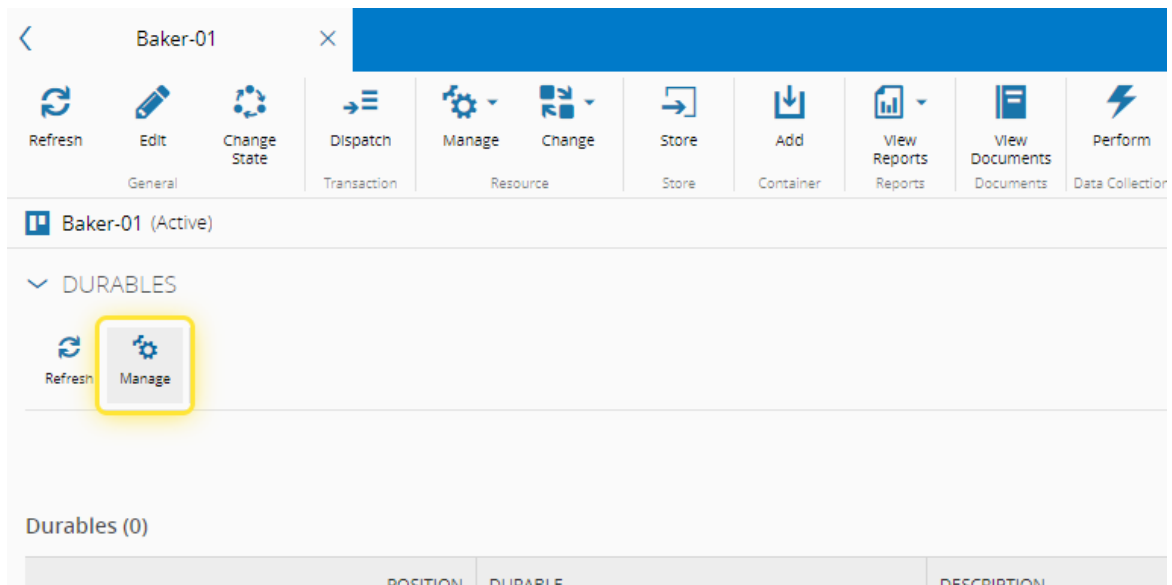 Baker-01
Refresh
Edit
Change
State
Dispatch
Manage
Change
Store
Add
View
Reports
View
Documents
Perform
General
Transaction
Resource
Store
Container
Reports
Documents
Data Collection
Baker-01 (Active)
DURABLES
Refresh
Manage
Durables (0)
POSITION
DURABLE
DESCRIPTION